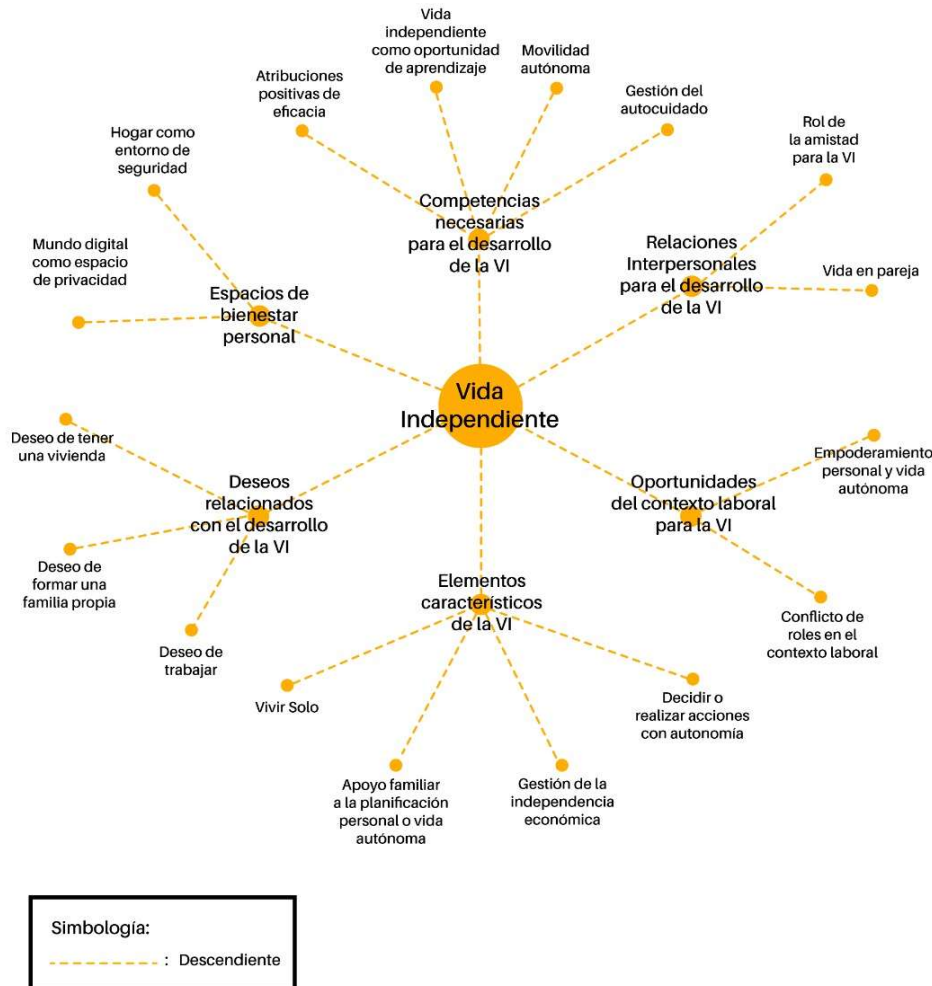 Vida
independiente
como oportunidad
de aprendizaje
Movilidad
autónoma
Atribuciones
positivas de
eficacia
Gestión del
autocuidado
Hogar como
entorno de
seguridad
Rol de
la amistad
para la VI
Competencias
necesarias
para el desarrollo
de la VI
Mundo digital
como espacio
de privacidad
Relaciones
Interpersonales
para el desarrollo
de la VI
Vida en pareja
Espacios de
bienestar
personal
Vida
Independiente
Deseo de tener
una vivienda
Deseos
relacionados
con el desarrollo
de la VI
Oportunidades
del contexto laboral
para la VI
Empoderamiento
personal y vida
autónoma
Deseo de
formar una
familia propia
Elementos
característicos
de la VI
Conflicto de
roles en el
contexto laboral
Deseo de
trabajar
Vivir Solo
Decidir o
realizar acciones
con autonomía
Apoyo familiar
a la planificación
personal o vida
autónoma
Gestión de la
independencia
económica
Simbología:
: Descendiente